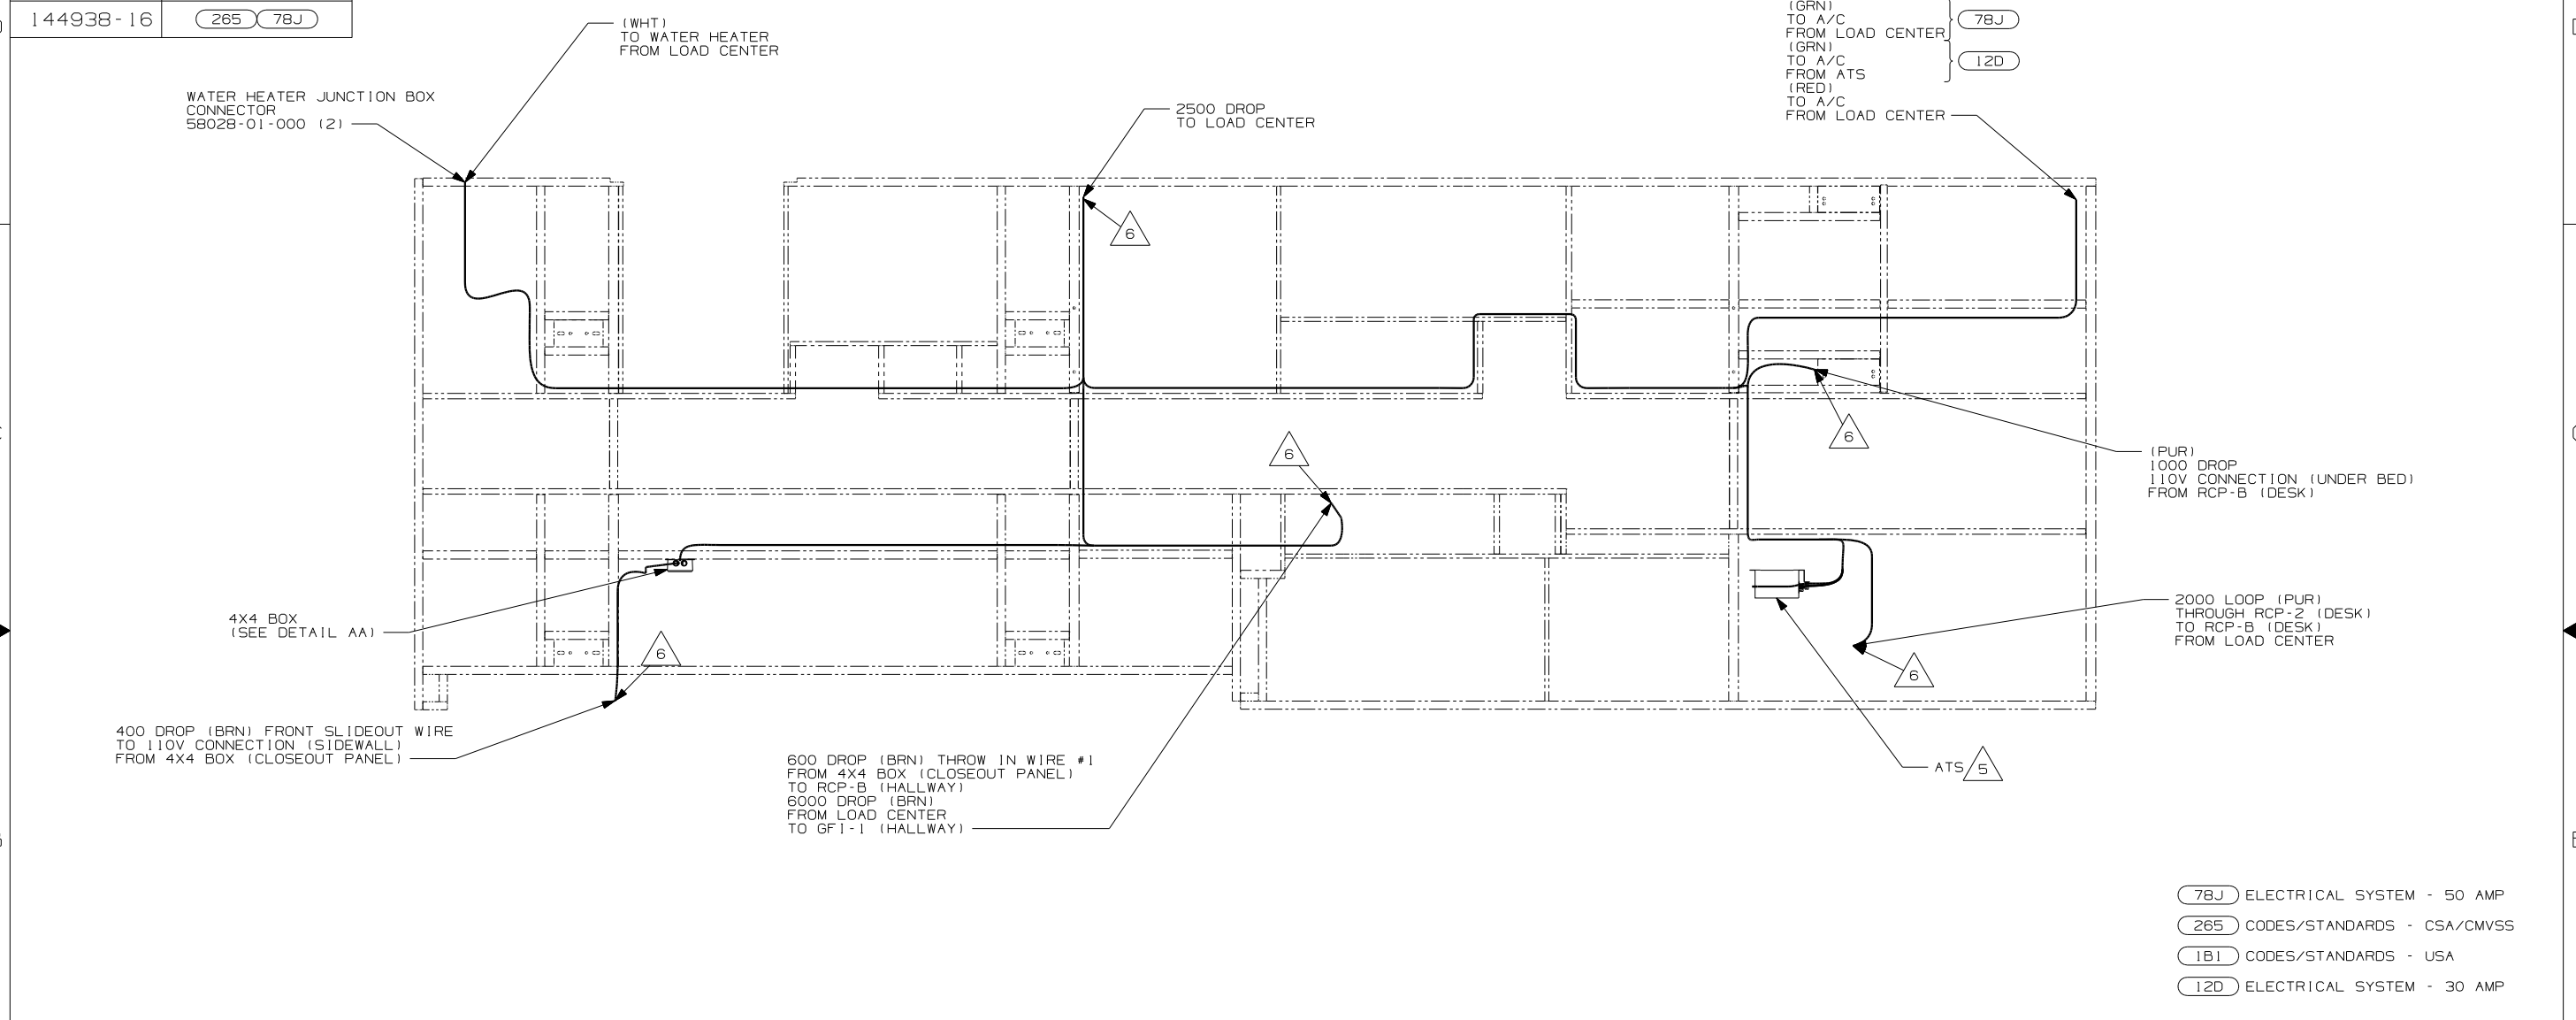 144938-16
265
78J
(WHT)
TO WATER HEATER
FROM LOAD CENTER
WATER HEATER JUNCTION BOX
CONNECTOR
58028-01-000 (2)
2500 DROP
TO LOAD CENTER
6
(GRN)
TO A/C
FROM LOAD CENTER
78J
(GRN)
TO A/C
FROM ATS
12D
(RED)
TO A/C
FROM LOAD CENTER
6
6
(PUR)
1000 DROP
110V CONNECTION (UNDER BED)
FROM RCP-B (DESK)
4X4 BOX
(SEE DETAIL AA)
6
2000 LOOP (PUR)
THROUGH RCP-2 (DESK)
TO RCP-B (DESK)
FROM LOAD CENTER
6
400 DROP (BRN) FRONT SLIDEOUT WIRE
TO 110V CONNECTION (SIDEWALL)
FROM 4X4 BOX (CLOSEOUT PANEL)
600 DROP (BRN) THROW IN WIRE #1
FROM 4X4 BOX (CLOSEOUT PANEL)
TO RCP-B (HALLWAY)
6000 DROP (BRN)
FROM LOAD CENTER
TO GFI-1 (HALLWAY)
ATS
5
78J ELECTRICAL SYSTEM - 50 AMP
265 CODES/STANDARDS - CSA/CMVSS
1B1 CODES/STANDARDS - USA
12D ELECTRICAL SYSTEM - 30 AMP